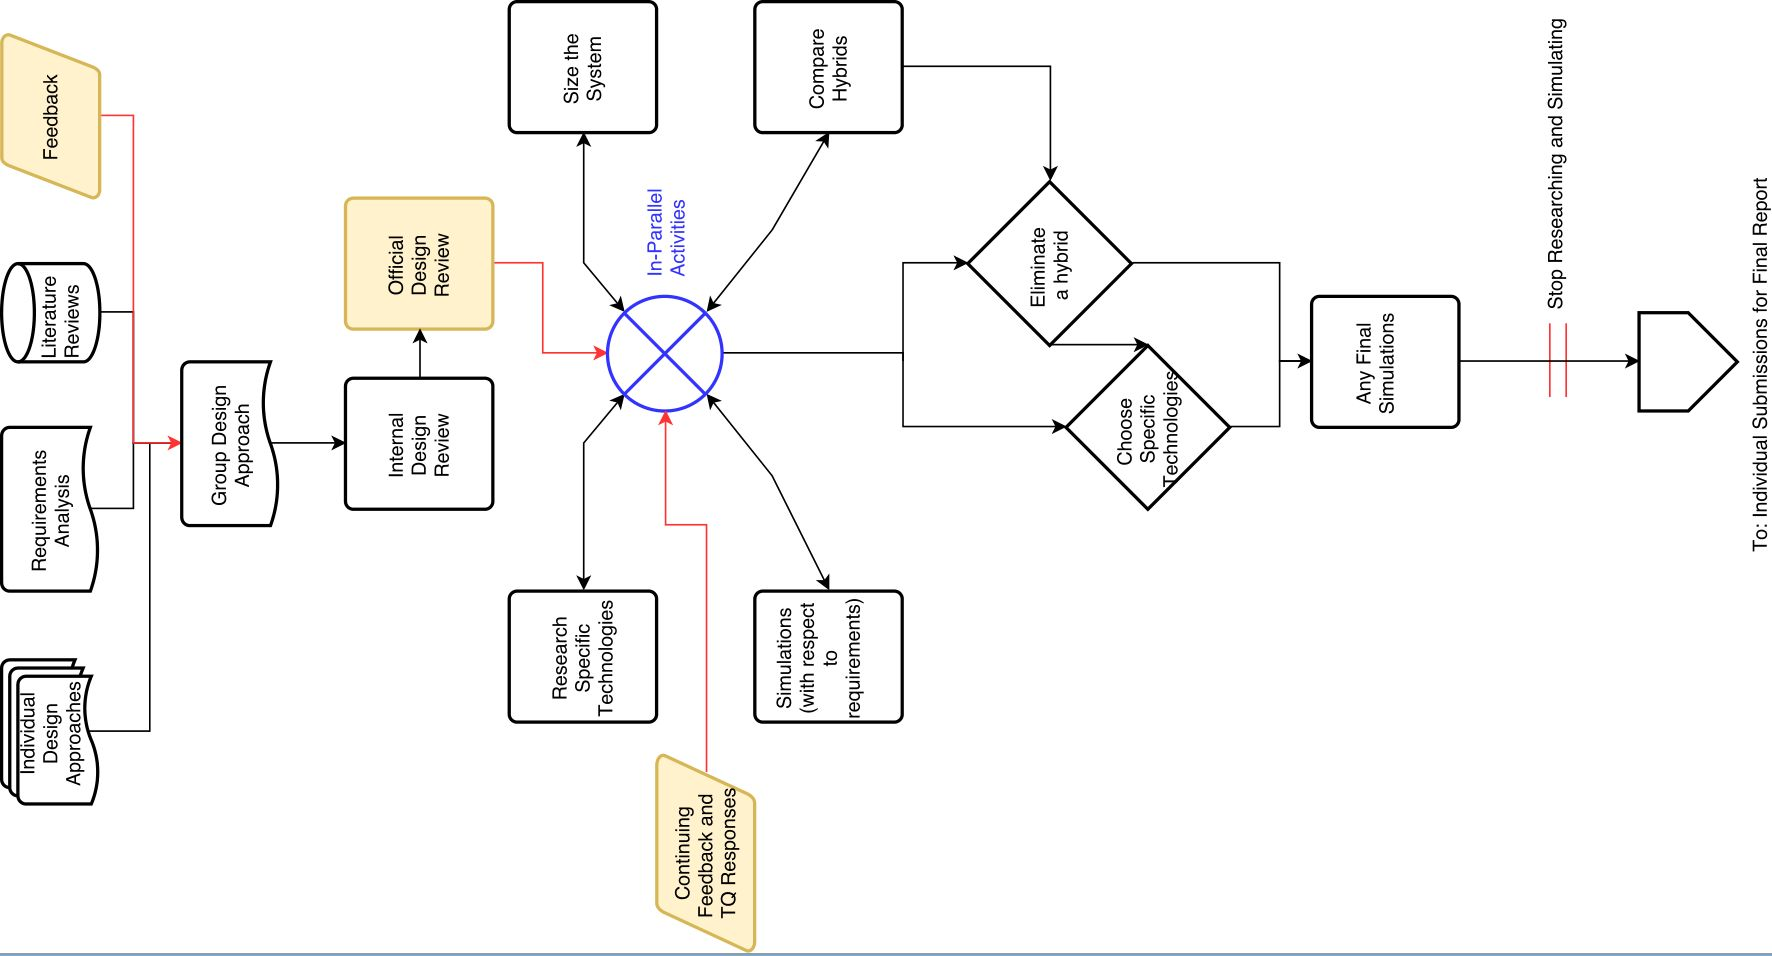 Individual
Design
Approaches
Requirements
Analysis
Literature
Reviews
Feedback
Group Design
Approach
Internal
Design
Review
Official
Design
Review
Research
Specific
Technologies
Size the
System
In-Parallel
Activities
Continuing
Feedback and
TQ Responses
Simulations
(with respect
to
requirements)
Compare
Hybrids
Eliminate
a hybrid
Choose
Specific
Technologies
Any Final
Simulations
Stop Researching and Simulating
To: Individual Submissions for Final Report